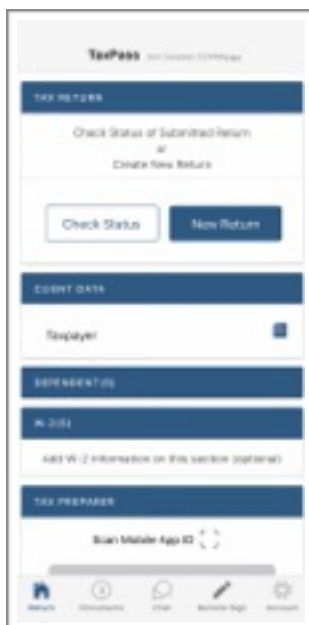 TaxPass
TAX RETURN
Check Status of Submitted Return
or
Create New Return
Check Status
New Return
CLIENT DATA
Taxpayer
DEPENDENT(S)
W-2(S)
Add W-2 information on this section (optional)
TAX PREPARER
Scan Mobile App ID
Return
Documents
Chat
Remote Sign
Account